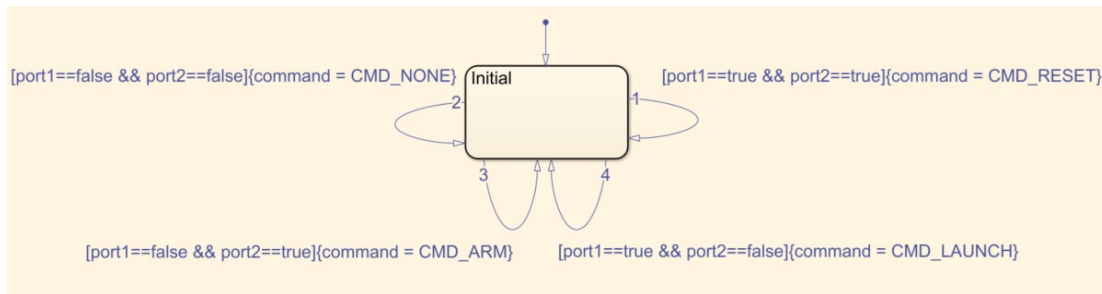 [port1==false && port2==false]{command = CMD_NONE}
Initial
[port1==true && port2==true]{command = CMD_RESET}
2
1
3
4
[port1==false && port2==true]{command = CMD_ARM}
[port1==true && port2==false]{command = CMD_LAUNCH}